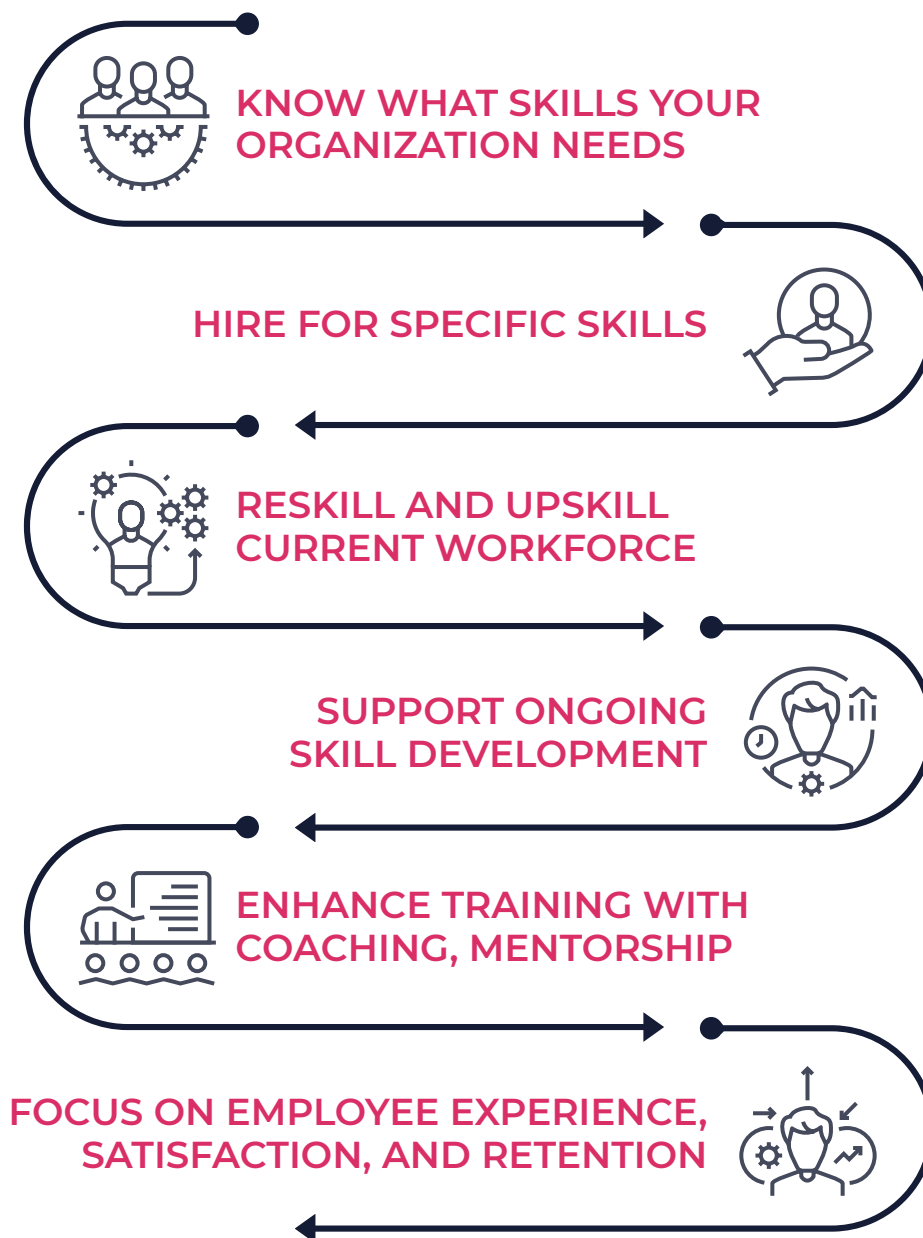 KNOW WHAT SKILLS YOUR
ORGANIZATION NEEDS
HIRE FOR SPECIFIC SKILLS
RESKILL AND UPSKILL
CURRENT WORKFORCE
SUPPORT ONGOING
SKILL DEVELOPMENT
ENHANCE TRAINING WITH
COACHING, MENTORSHIP
FOCUS ON EMPLOYEE EXPERIENCE,
SATISFACTION, AND RETENTION